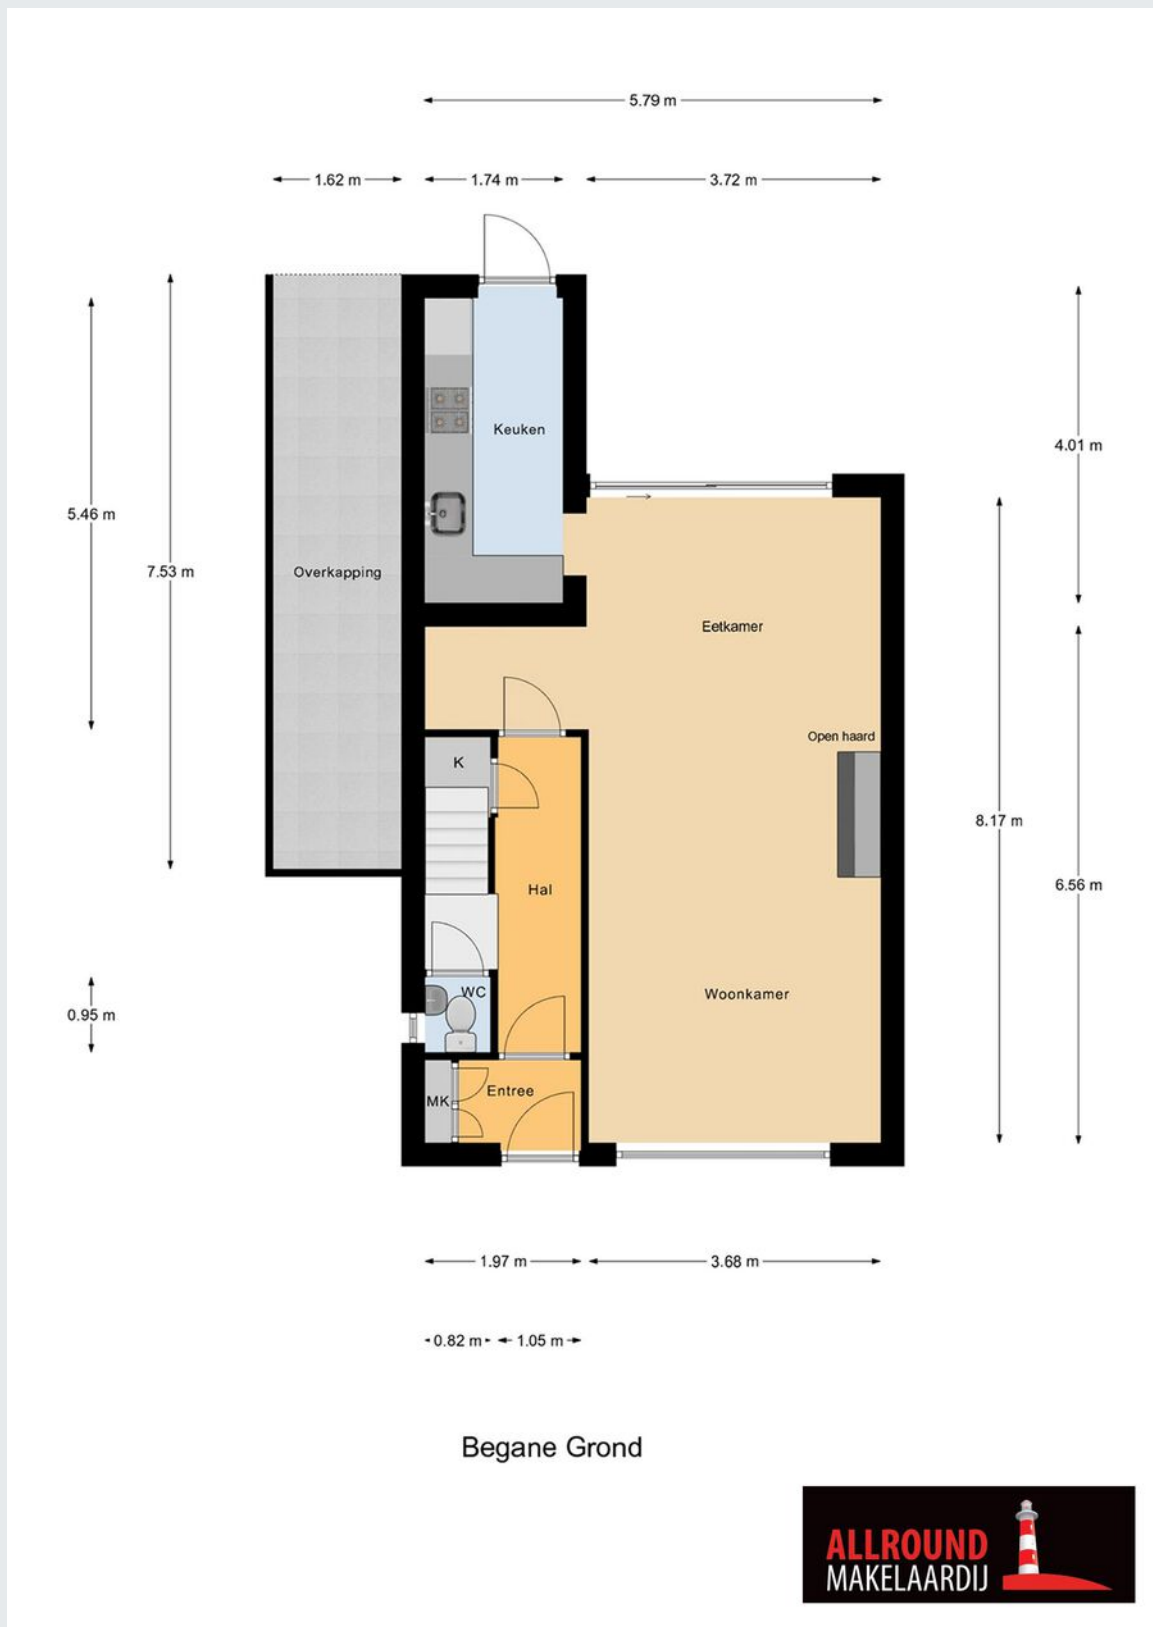 5.79 m
1.62 m
1.74 m
3.72 m
Keuken
4.01 m
5.46 m
7.53 m
Overkapping
Eetkamer
Open haard
K
8.17 m
Hal
6.56 m
WC
Woonkamer
0.95 m
Entree
MK
1.97 m
3.68 m
0.82 m
1.05 m
Begane Grond
ALLROUND
MAKELAARDIJ